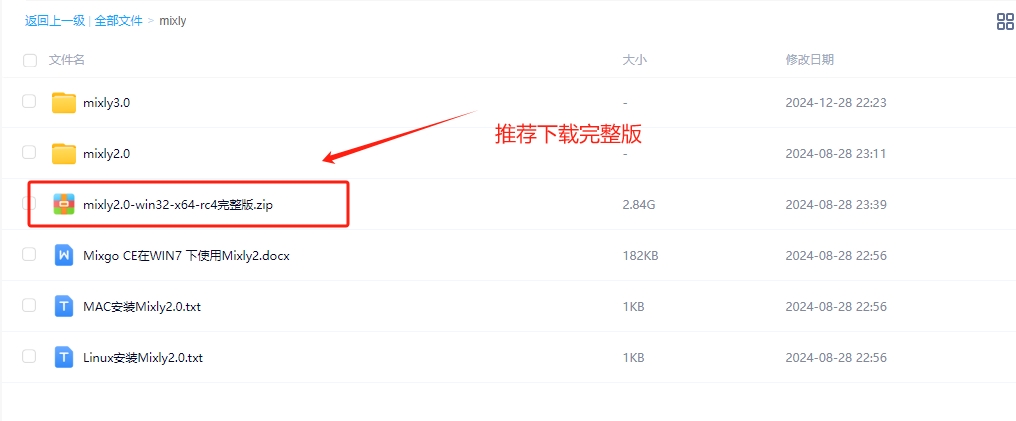 返回上一级 | 全部文件 > mixly
文件名 大小 修改日期
mixly3.0 - 2024-12-28 22:23
推荐下载完整版
mixly2.0 - 2024-08-28 23:11
mixly2.0-win32-x64-rc4完整版.zip 2.84G 2024-08-28 23:39
W Mixgo CE在WIN7 下使用Mixly2.docx 182KB 2024-08-28 22:56
T MAC安装Mixly2.0.txt 1KB 2024-08-28 22:56
T Linux安装Mixly2.0.txt 1KB 2024-08-28 22:56